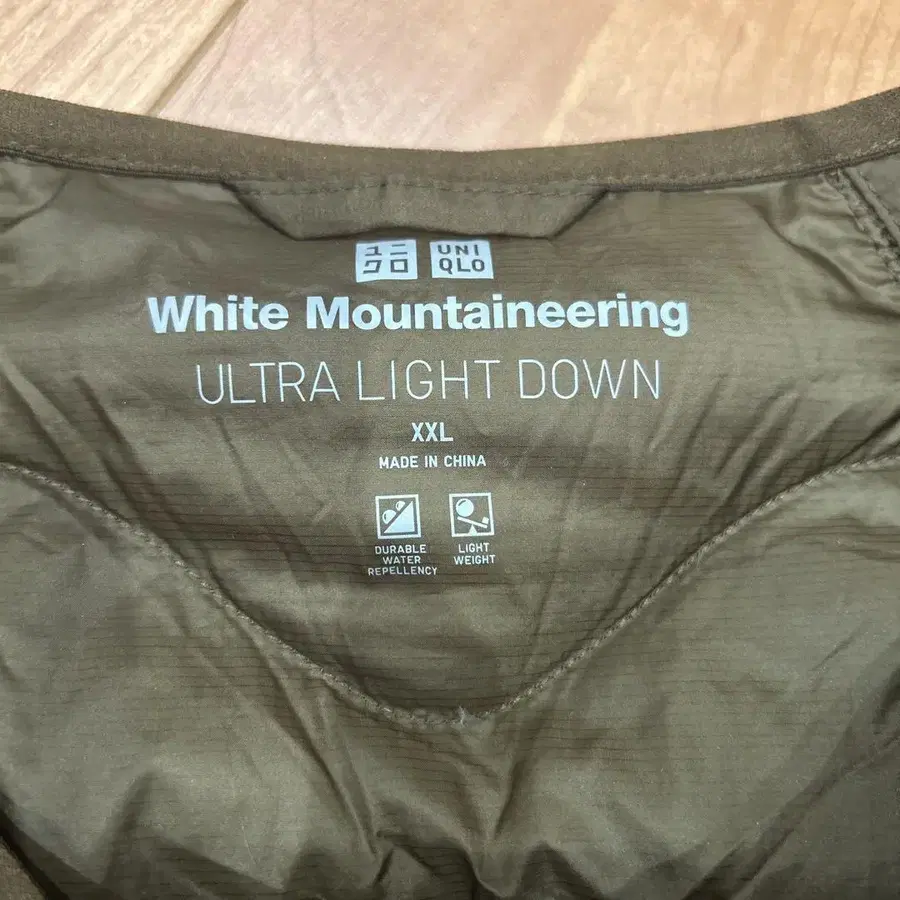 ユニ UNI
クロ QLO
White Mountaineering
ULTRA LIGHT DOWN
XXL
MADE IN CHINA
DURABLE
WATER
REPELLENCY
LIGHT
WEIGHT